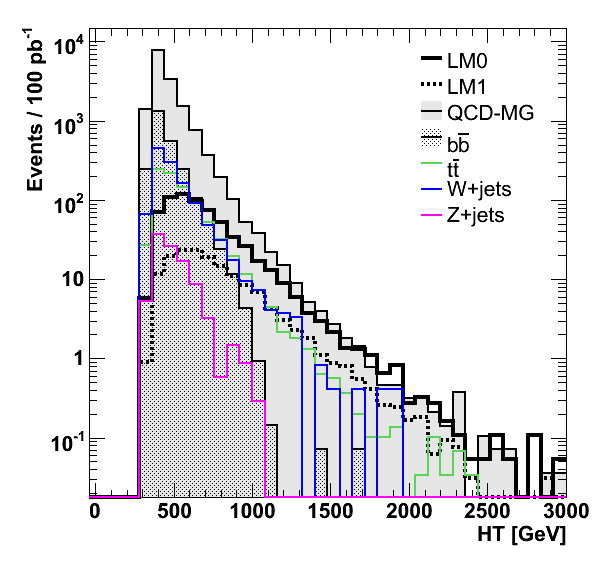 Events / 100 pb⁻¹
10⁴
10³
10²
10
1
10⁻¹
LM0
LM1
QCD-MG
bb̅
tt̅
W+jets
Z+jets
0 500 1000 1500 2000 2500 3000
HT [GeV]